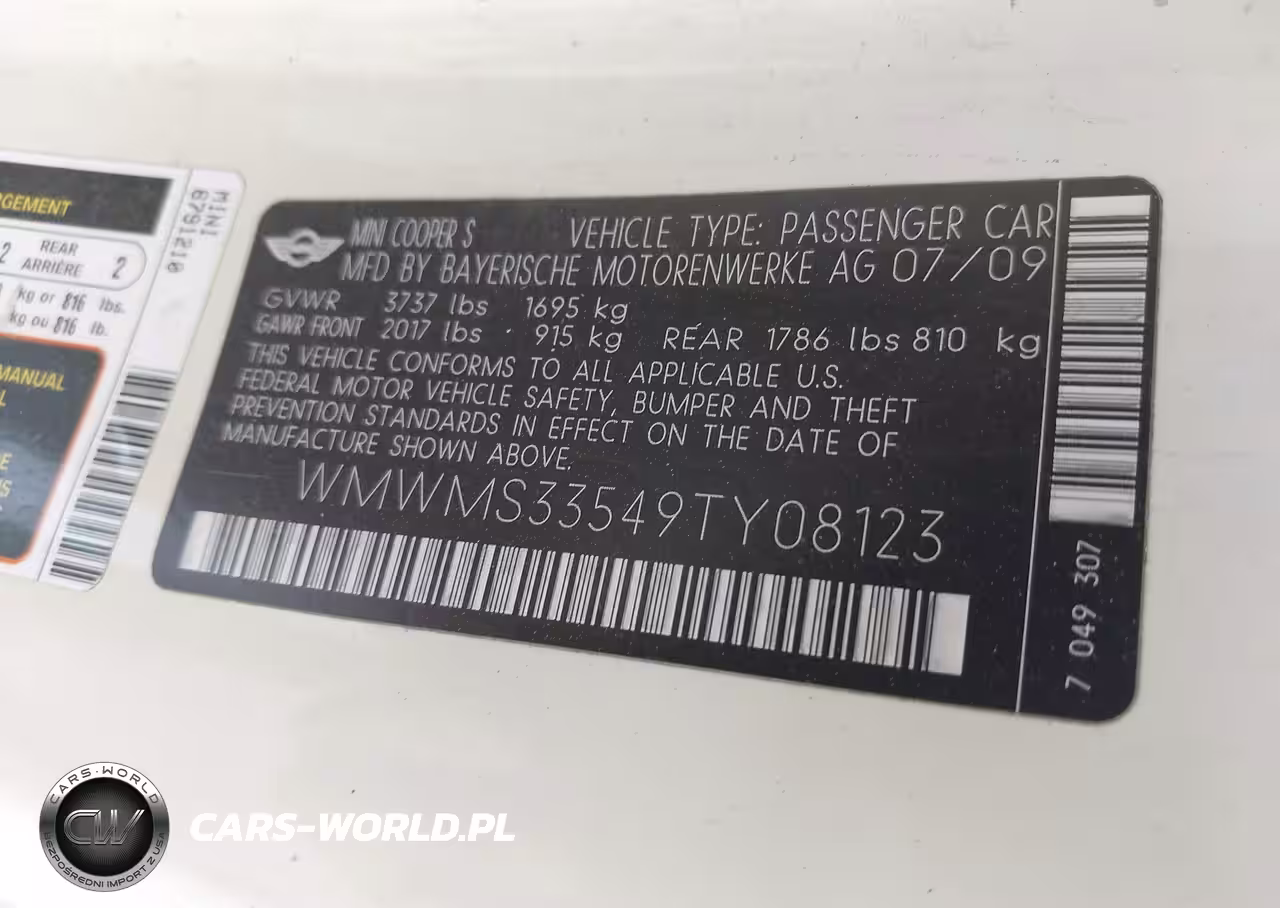 RGEMENT
2 REAR ARRIÈRE 2
kg or 816 lbs.
kg ou 816 lb.
MANUAL
MINI
6791210
MINI COOPER S VEHICLE TYPE: PASSENGER CAR
MFD BY BAYERISCHE MOTORENWERKE AG 07/09
GVWR 3737 lbs 1695 kg
GAWR FRONT 2017 lbs 915 kg REAR 1786 lbs 810 kg
THIS VEHICLE CONFORMS TO ALL APPLICABLE U.S.
FEDERAL MOTOR VEHICLE SAFETY, BUMPER AND THEFT
PREVENTION STANDARDS IN EFFECT ON THE DATE OF
MANUFACTURE SHOWN ABOVE.
WMWMS33549TY08123
7 049 307
CARS-WORLD
CW
BEZPOŚREDNI IMPORT Z USA
CARS-WORLD.PL